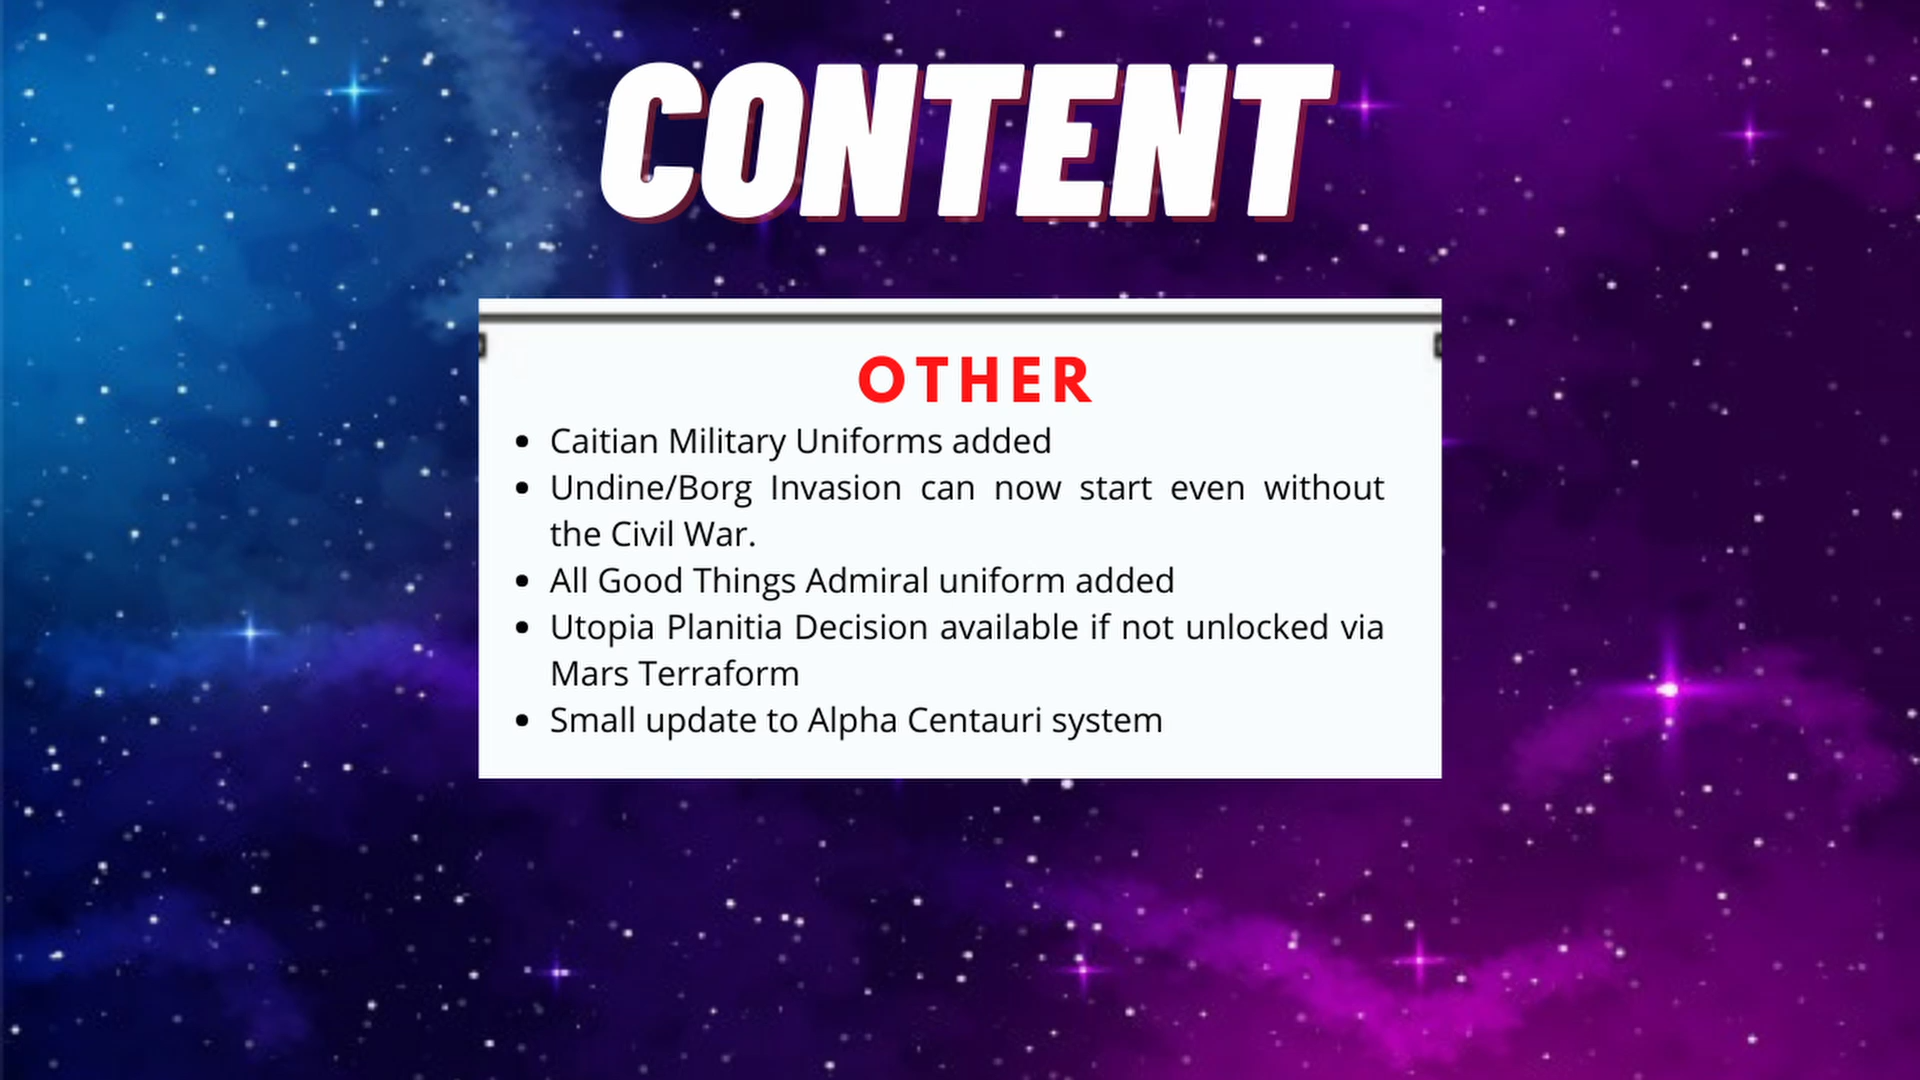 CONTENT
OTHER
• Caitian Military Uniforms added
• Undine/Borg Invasion can now start even without
the Civil War.
• All Good Things Admiral uniform added
• Utopia Planitia Decision available if not unlocked via
Mars Terraform
• Small update to Alpha Centauri system